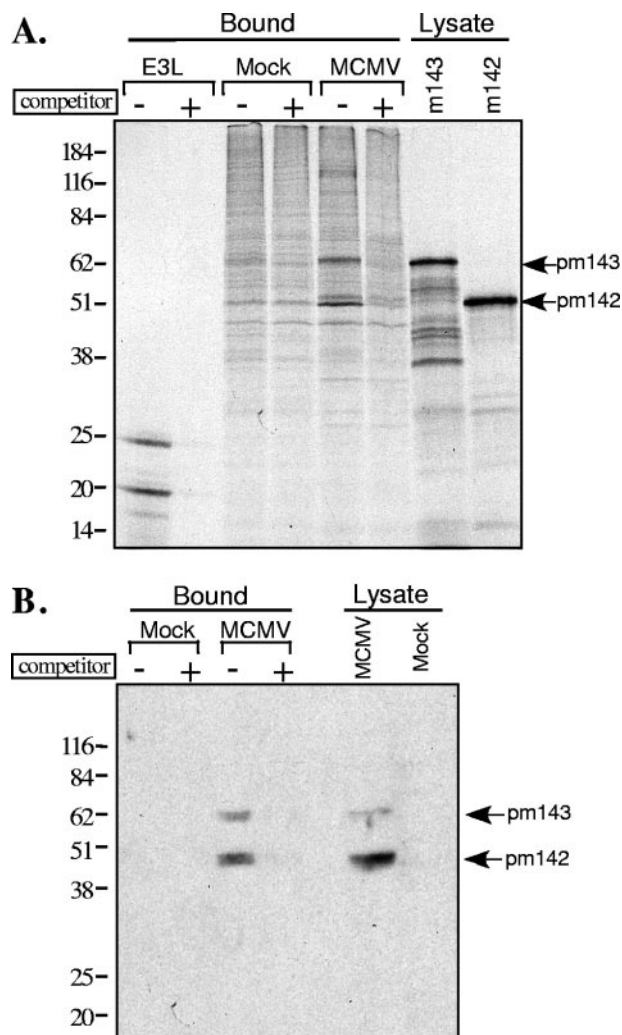 A.
Bound Lysate
E3L Mock MCMV m143 m142
competitor - + - + - +
184
116
84
62 pm143
51 pm142
38
25
20
14
B.
Bound Lysate
Mock MCMV MCMV Mock
competitor - + - +
116
84
62 pm143
51 pm142
38
25
20